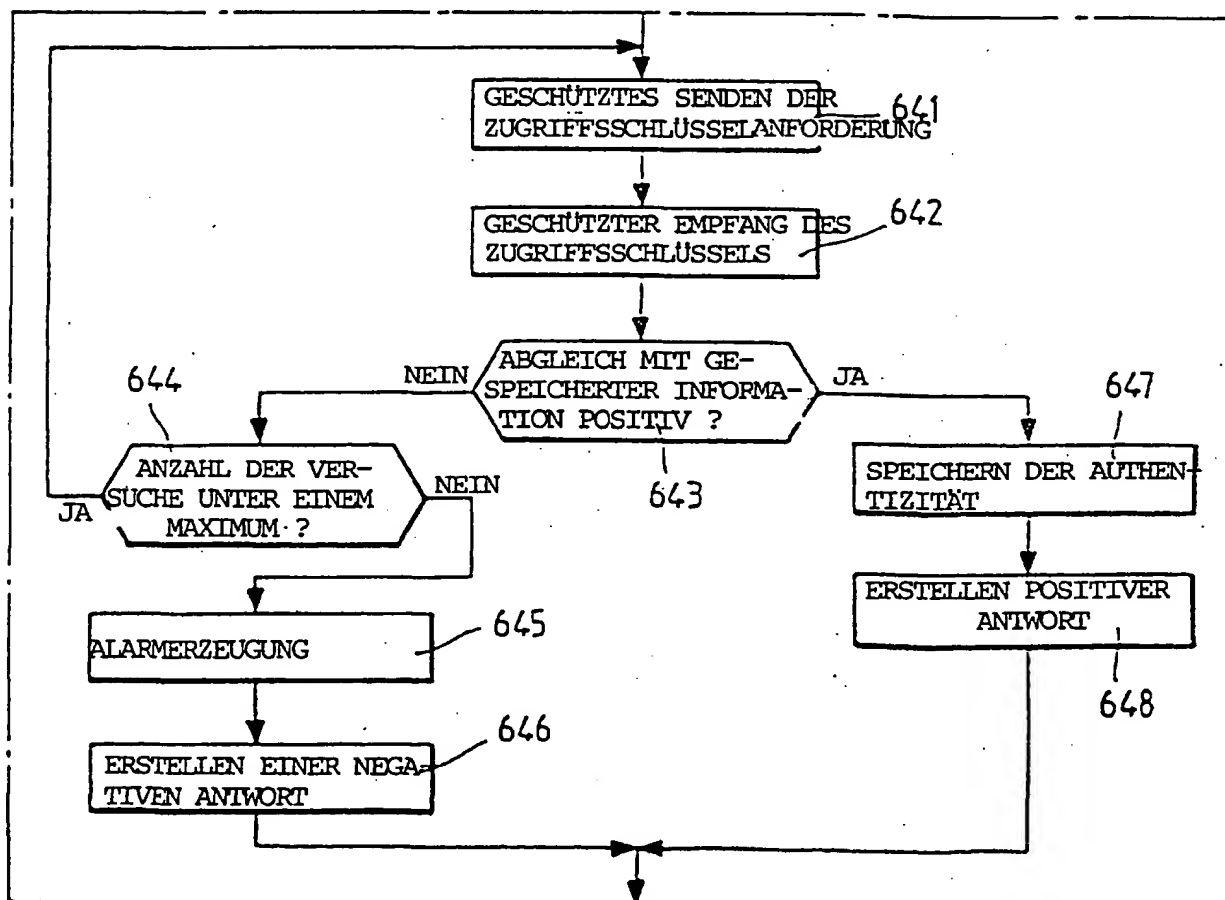 GESCHÜTZTES SENDEN DER
ZUGRIFFSSCHLÜSSELANFORDERUNG
641
GESCHÜTZTER EMPFANG DES
ZUGRIFFSSCHLÜSSELS
642
ABGLEICH MIT GE-
SPEICHERTER INFORMA-
TION POSITIV ?
NEIN
JA
643
644
ANZAHL DER VER-
SUCHE UNTER EINEM
MAXIMUM ?
JA
NEIN
647
SPEICHERN DER AUTHEN-
TIZITÄT
ERSTELLEN POSITIVER
ANTWORT
648
ALARMERZEUGUNG
645
ERSTELLEN EINER NEGA-
TIVEN ANTWORT
646